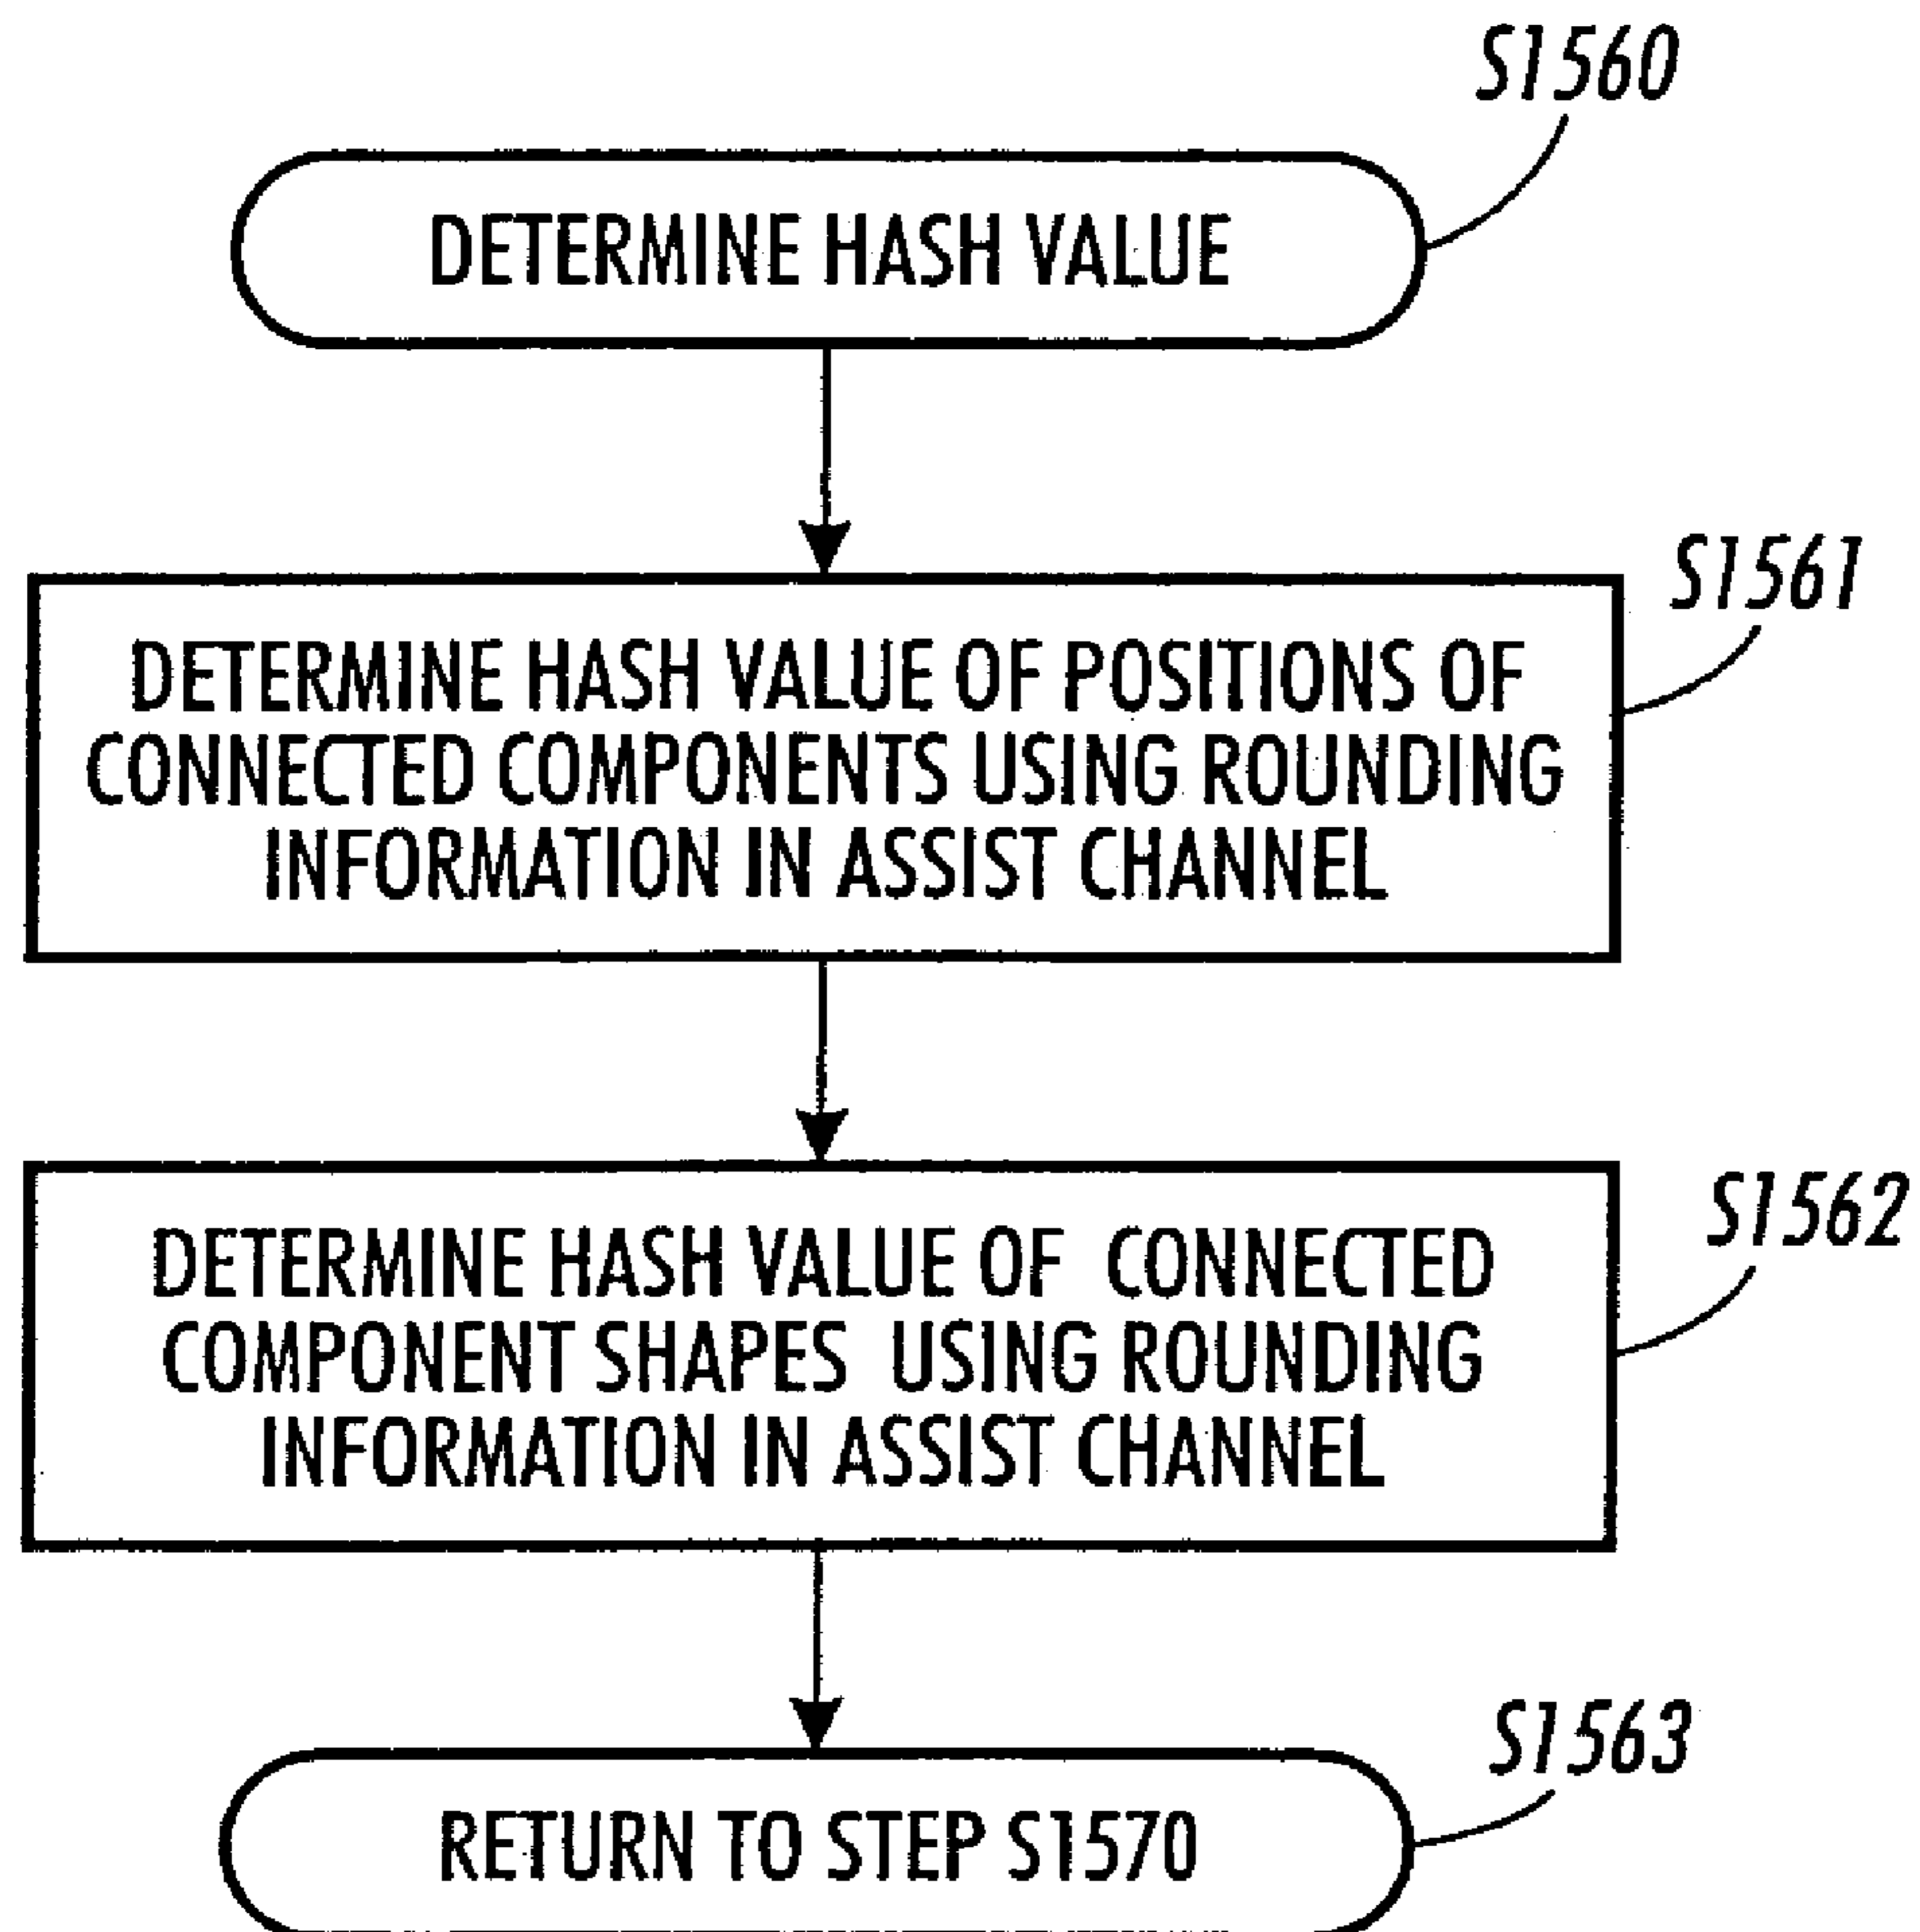 S1560
DETERMINE HASH VALUE
S1561
DETERMINE HASH VALUE OF POSITIONS OF
CONNECTED COMPONENTS USING ROUNDING
INFORMATION IN ASSIST CHANNEL
S1562
DETERMINE HASH VALUE OF CONNECTED
COMPONENT SHAPES USING ROUNDING
INFORMATION IN ASSIST CHANNEL
S1563
RETURN TO STEP S1570